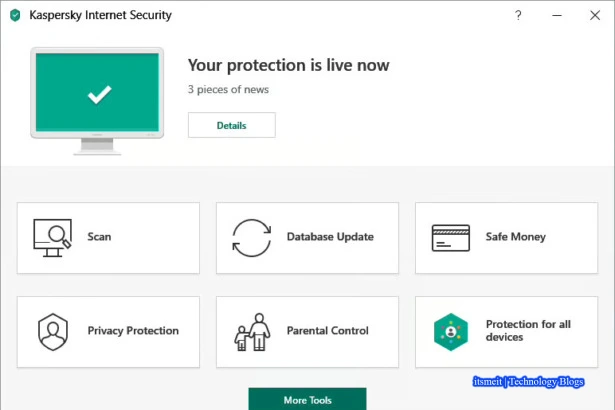 Kaspersky Internet Security
?
Your protection is live now
3 pieces of news
Details
Scan
Database Update
Safe Money
Privacy Protection
Parental Control
Protection for all
devices
itsmeit | Technology Blogs
More Tools